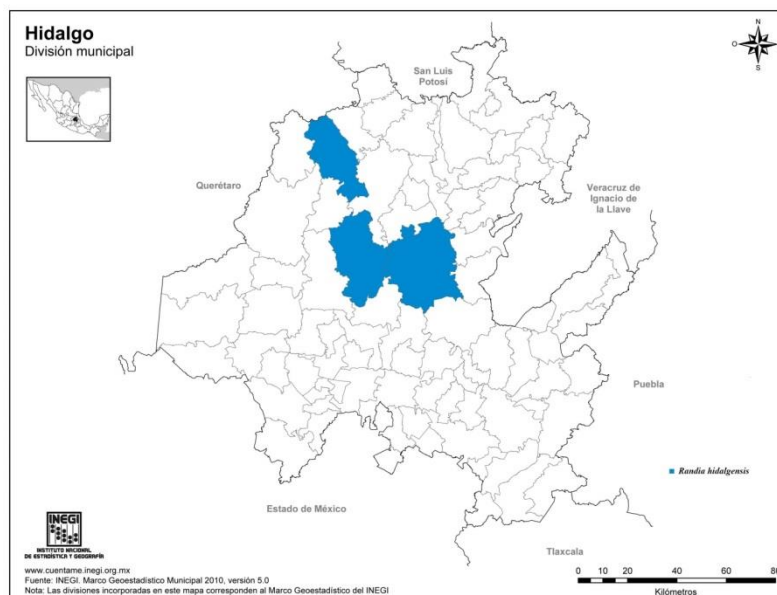 Hidalgo
División municipal
N
O
E
S
San Luis
Potosí
Querétaro
Veracruz de
Ignacio de
la Llave
Puebla
Randia hidalgensis
Estado de México
Tlaxcala
INEGI
INSTITUTO NACIONAL
DE ESTADÍSTICA Y GEOGRAFÍA
www.cuentame.inegi.org.mx
Fuente: INEGI. Marco Geoestadístico Municipal 2010, versión 5.0
Nota: Las divisiones incorporadas en este mapa corresponden al Marco Geoestadístico del INEGI
0 10 20 40 60 80
Kilómetros